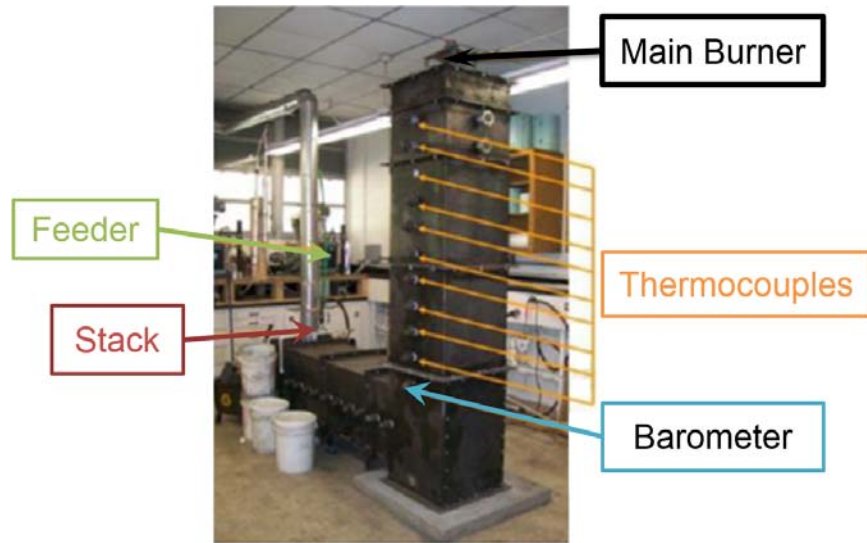 Main Burner
Feeder
Thermocouples
Stack
Barometer